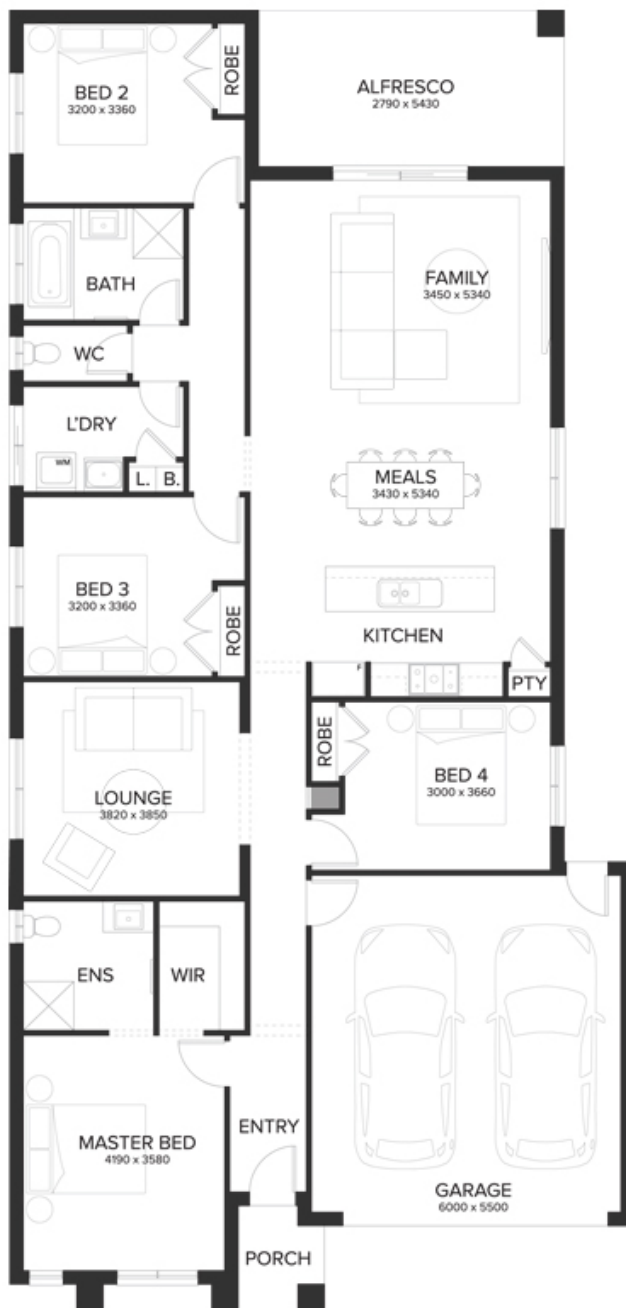 BED 2
3200 x 3360
ROBE
ALFRESCO
2790 x 5430
BATH
FAMILY
3450 x 5340
WC
L'DRY
WM
L. B.
MEALS
3430 x 5340
BED 3
3200 x 3360
ROBE
KITCHEN
F
PTY
ROBE
BED 4
3000 x 3660
LOUNGE
3820 x 3850
ENS
WIR
MASTER BED
4190 x 3580
ENTRY
GARAGE
6000 x 5500
PORCH